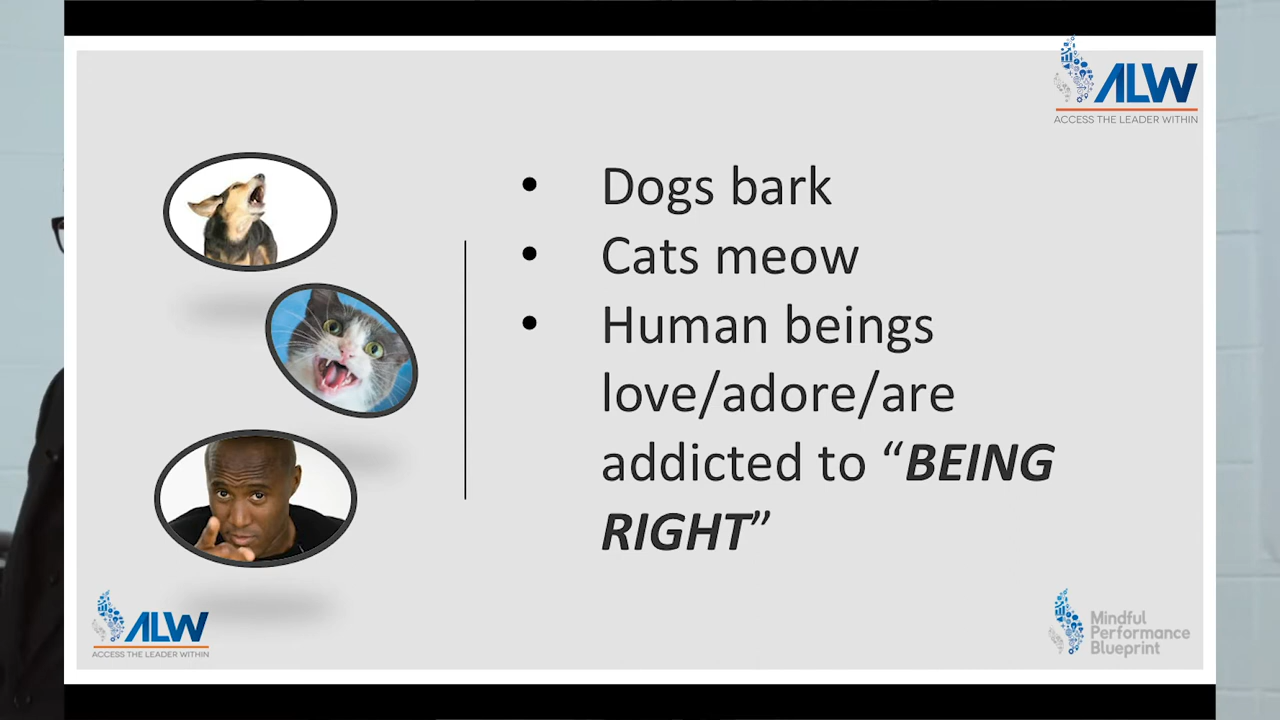 ALW
ACCESS THE LEADER WITHIN
• Dogs bark
• Cats meow
• Human beings
love/adore/are
addicted to “BEING
RIGHT”
ALW
ACCESS THE LEADER WITHIN
Mindful
Performance
Blueprint